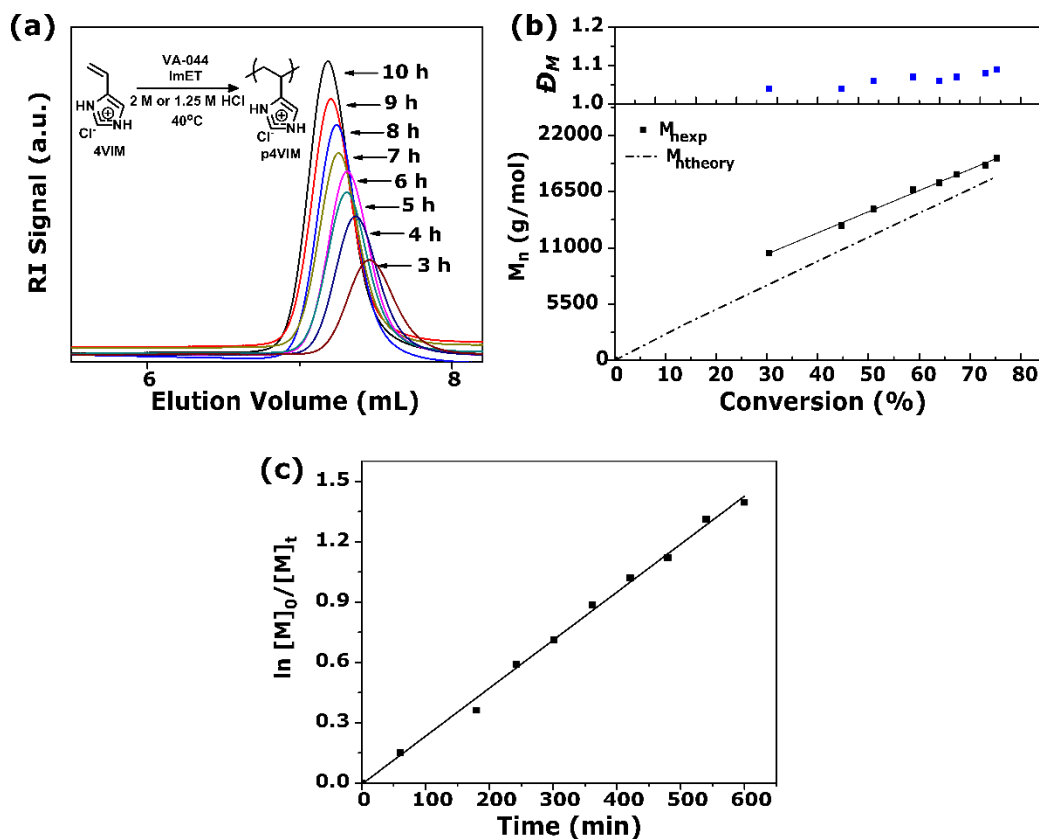 (a)
RI Signal (a.u.)
VA-044
ImET
2 M or 1.25 M HCl
40°C
HN
NH
Cl-
4VIM
HN
NH
Cl-
p4VIM
10 h
9 h
8 h
7 h
6 h
5 h
4 h
3 h
6
8
Elution Volume (mL)
(b)
ĐM
1.2
1.1
1.0
Mn (g/mol)
22000
16500
11000
5500
0
Mnexp
Mntheory
0 10 20 30 40 50 60 70 80
Conversion (%)
(c)
ln [M]0/[M]t
1.5
1.2
0.9
0.6
0.3
0.0
0 100 200 300 400 500 600
Time (min)